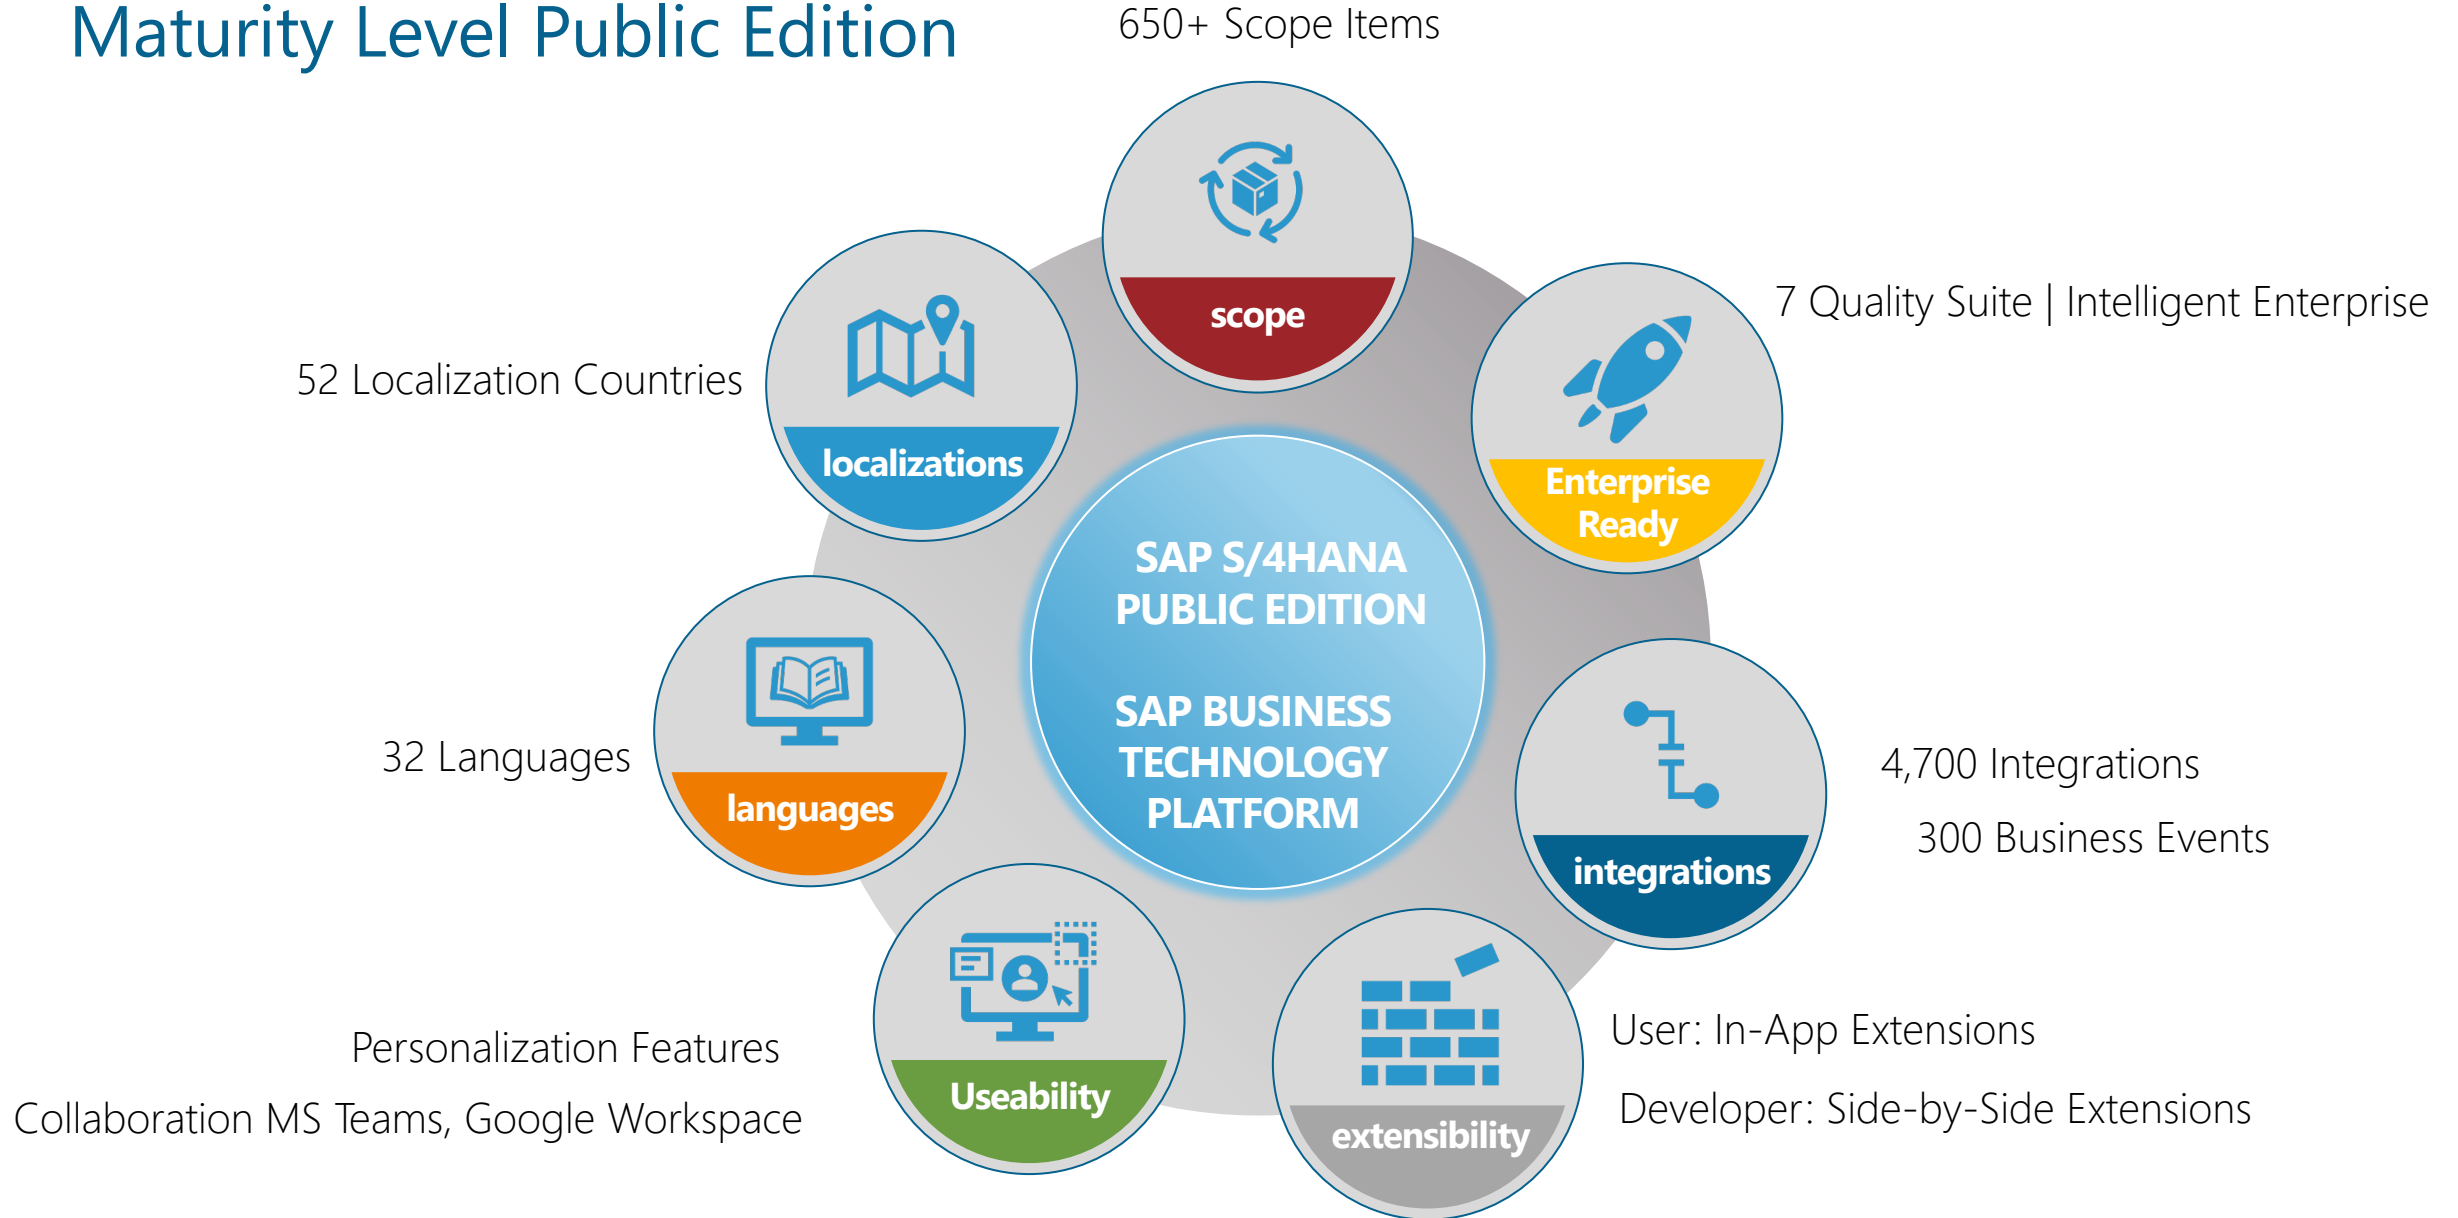 Maturity Level Public Edition
650+ Scope Items
scope
7 Quality Suite | Intelligent Enterprise
Enterprise
Ready
52 Localization Countries
localizations
SAP S/4HANA
PUBLIC EDITION
SAP BUSINESS
TECHNOLOGY
PLATFORM
32 Languages
languages
4,700 Integrations
300 Business Events
integrations
Personalization Features
Collaboration MS Teams, Google Workspace
Useability
User: In-App Extensions
Developer: Side-by-Side Extensions
extensibility